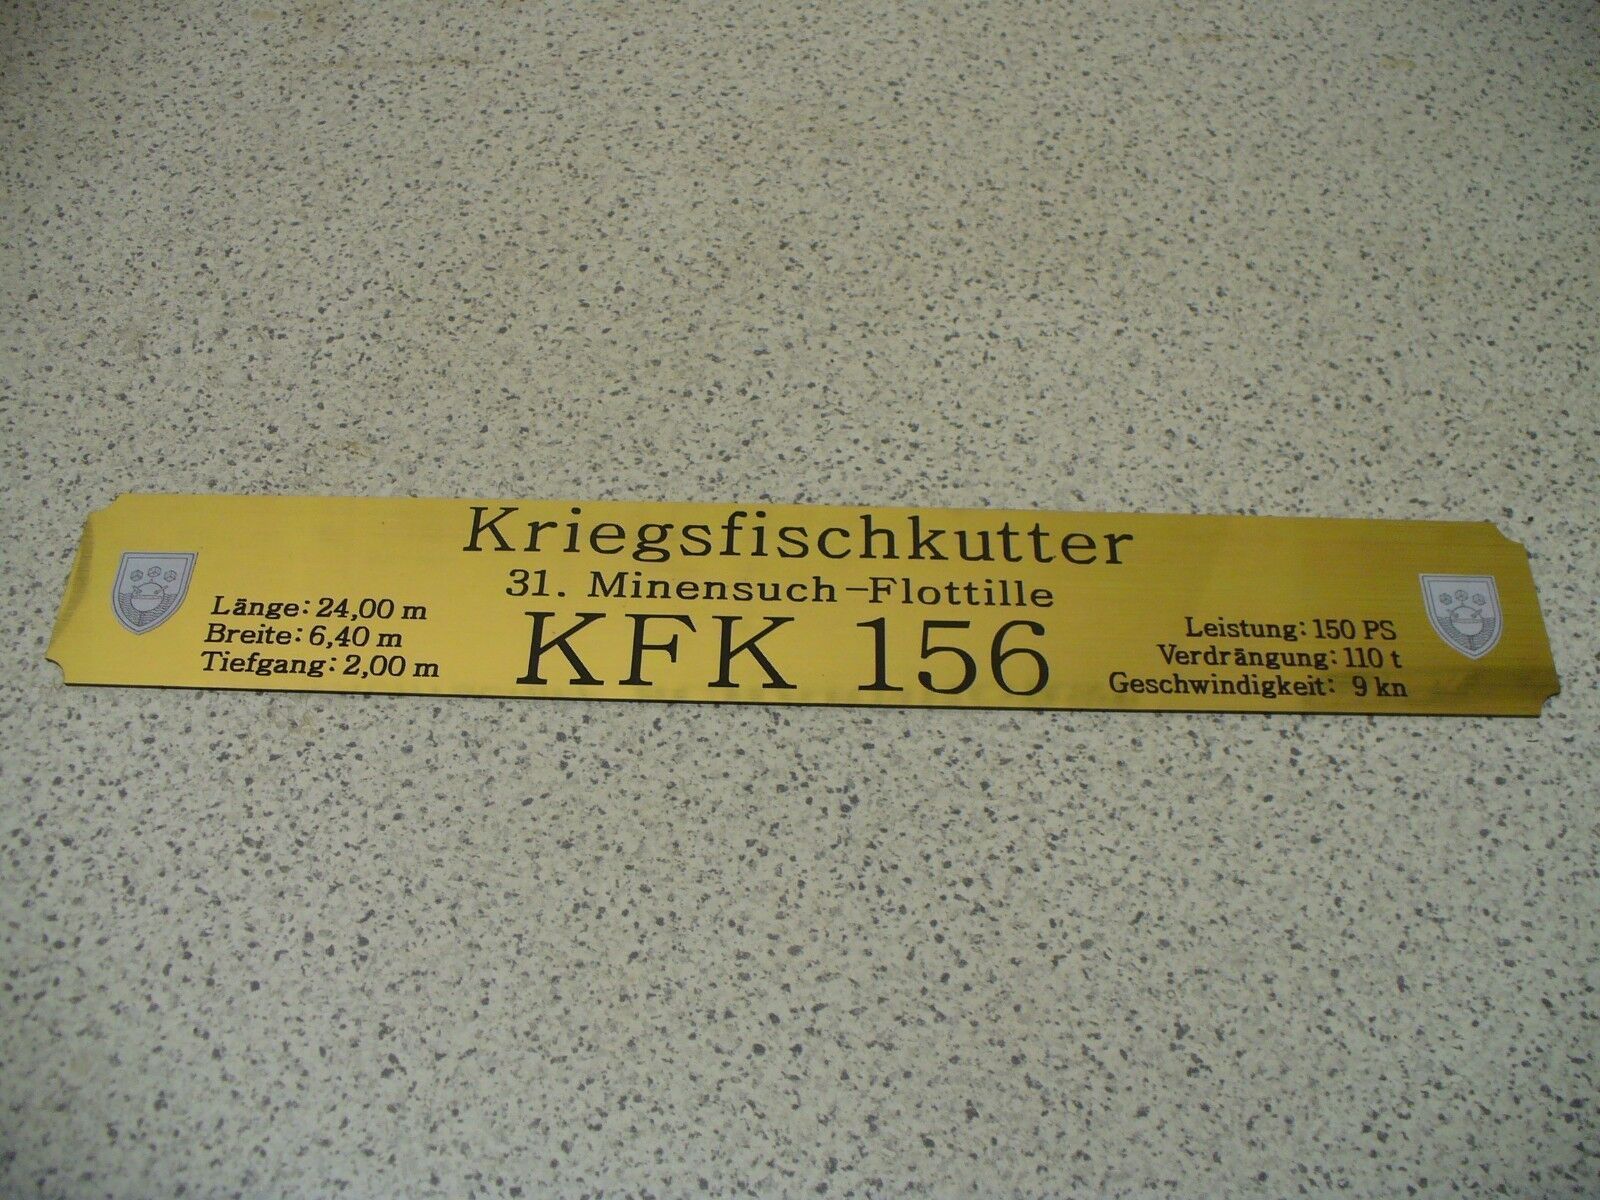 Kriegsfischkutter
31. Minensuch-Flottille
KFK 156
Länge: 24,00 m
Breite: 6,40 m
Tiefgang: 2,00 m
Leistung: 150 PS
Verdrängung: 110 t
Geschwindigkeit: 9 kn